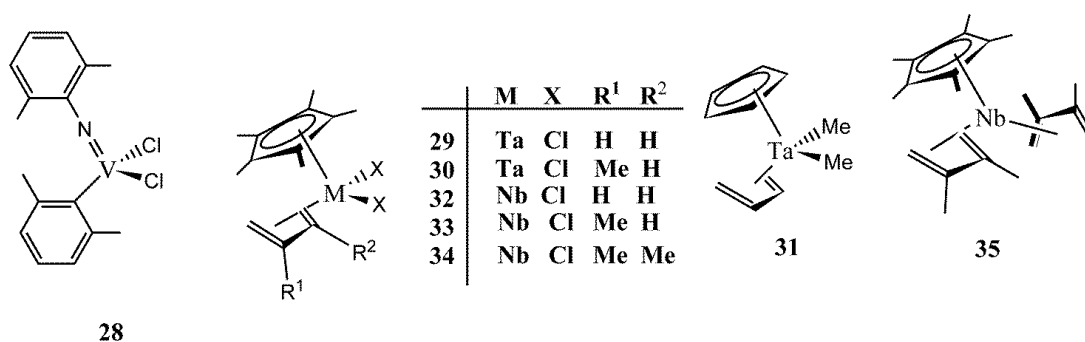 N
V
Cl
Cl
28
M
X
X
R²
R¹
M X R¹ R²
29 Ta Cl H H
30 Ta Cl Me H
32 Nb Cl H H
33 Nb Cl Me H
34 Nb Cl Me Me
Ta
Me
Me
31
Nb
35